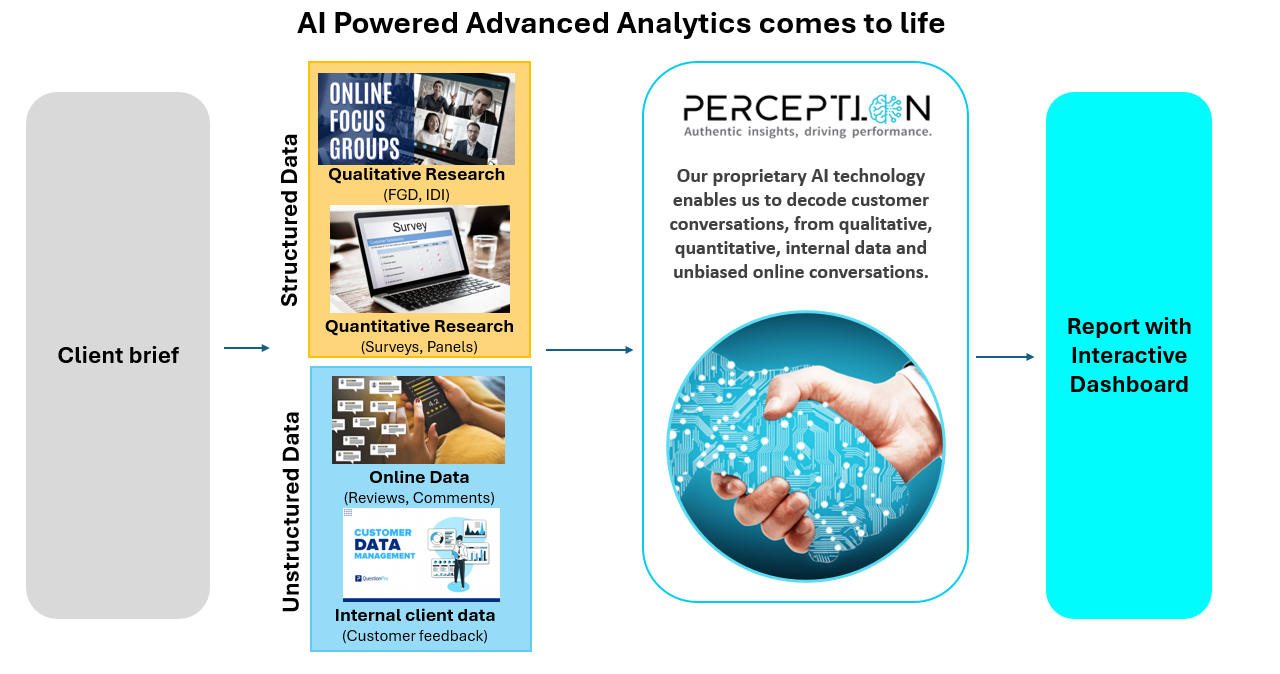 AI Powered Advanced Analytics comes to life
Client brief
Structured Data
ONLINE
FOCUS
GROUPS
Qualitative Research
(FGD, IDI)
Survey
Customer Satisfaction
Quantitative Research
(Surveys, Panels)
Unstructured Data
4.2
Online Data
(Reviews, Comments)
CUSTOMER
DATA
MANAGEMENT
QuestionPro
Internal client data
(Customer feedback)
PERCEPTION
Authentic insights, driving performance.
Our proprietary AI technology
enables us to decode customer
conversations, from qualitative,
quantitative, internal data and
unbiased online conversations.
Report with
Interactive
Dashboard